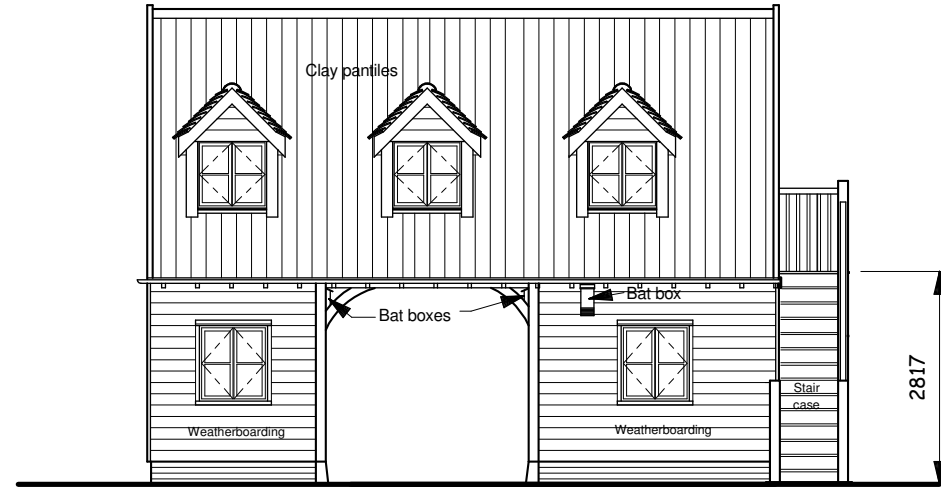 Clay pantiles
Bat box
Bat boxes
2817
Stair
case
Weatherboarding
Weatherboarding